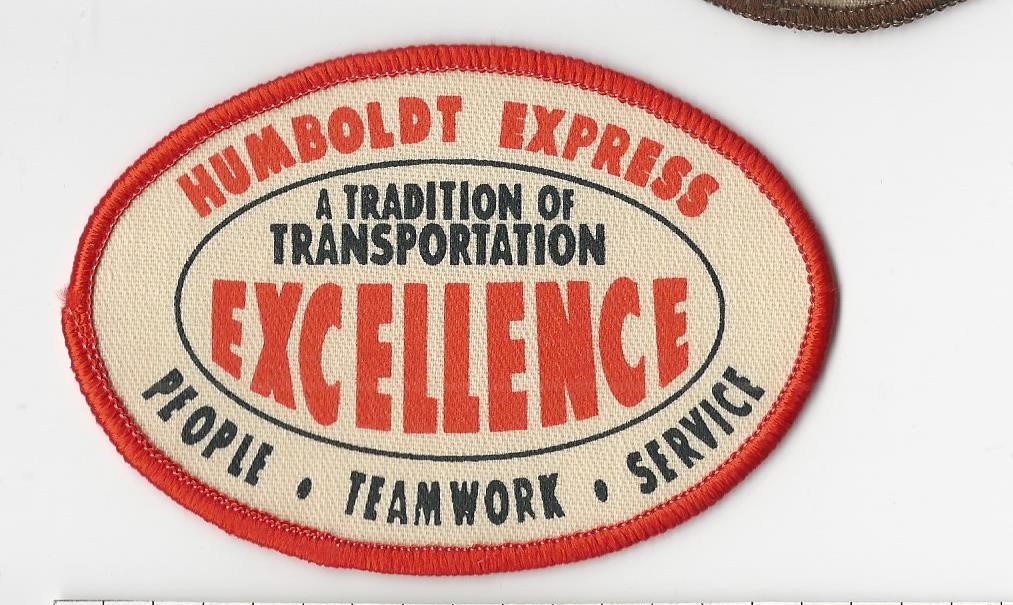 HUMBOLDT EXPRESS
A TRADITION OF
TRANSPORTATION
EXCELLENCE
PEOPLE • TEAMWORK • SERVICE